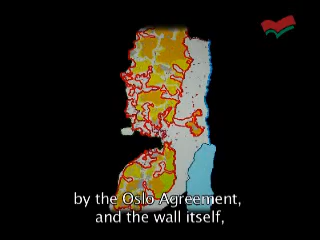 by the Oslo Agreement,
and the wall itself,